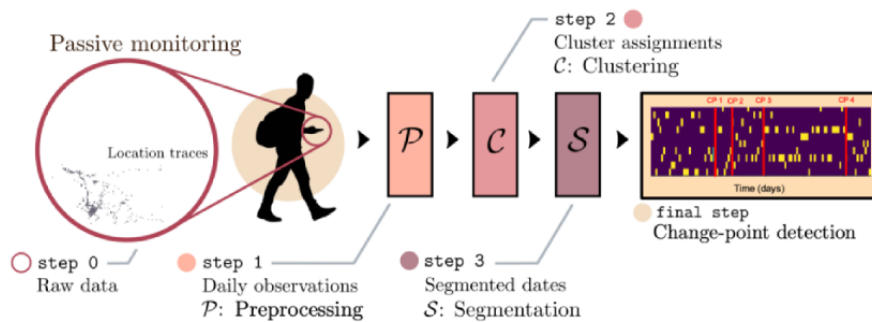 Passive monitoring
Location traces
step 0
Raw data
step 1
Daily observations
𝒫: Preprocessing
𝒫
step 2
Cluster assignments
𝒞: Clustering
𝒞
step 3
Segmented dates
𝒮: Segmentation
𝒮
CP 1 CP 2 CP 3 CP 4
Time (days)
final step
Change-point detection